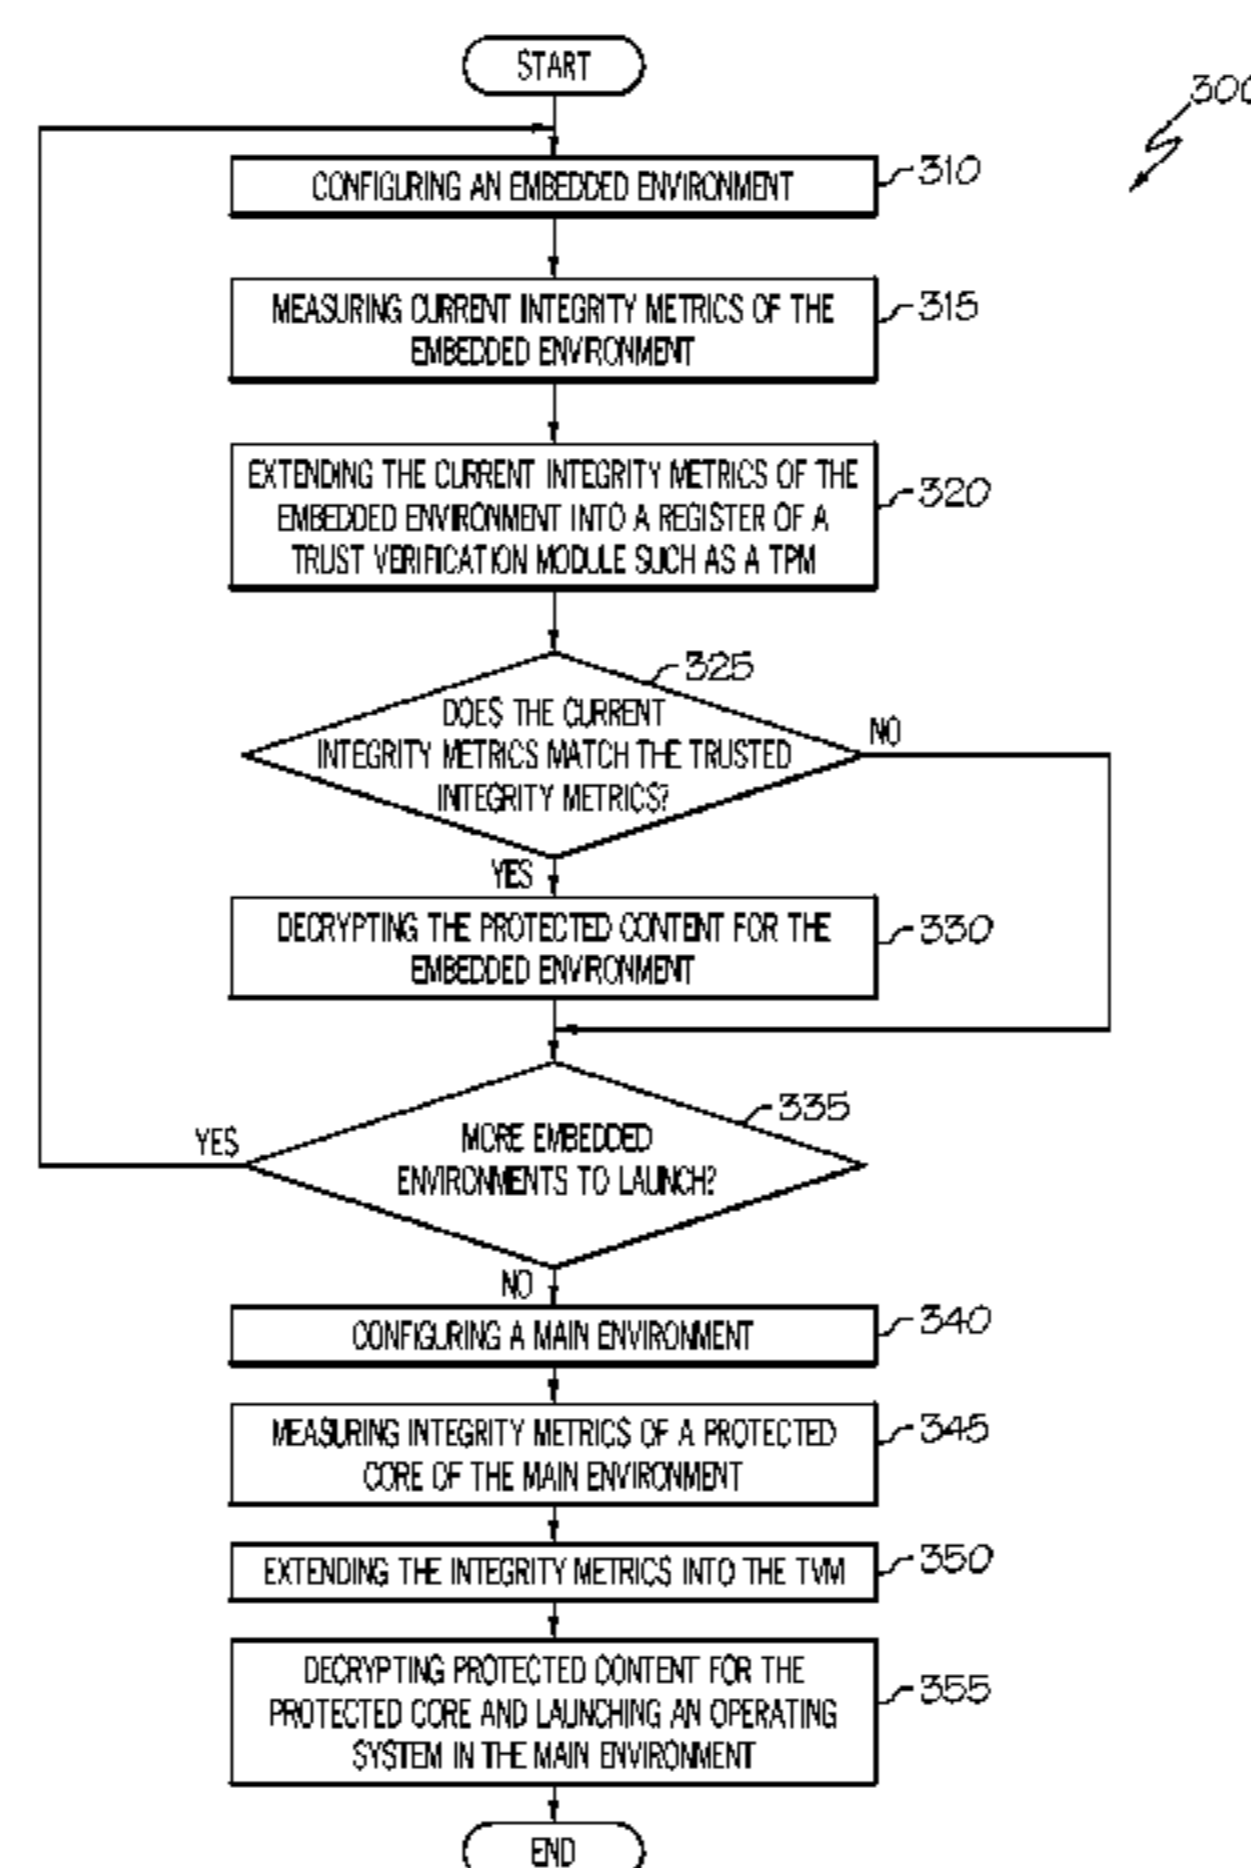 START
300
CONFIGURING AN EMBEDDED ENVIRONMENT
310
MEASURING CURRENT INTEGRITY METRICS OF THE
EMBEDDED ENVIRONMENT
315
EXTENDING THE CURRENT INTEGRITY METRICS OF THE
EMBEDDED ENVIRONMENT INTO A REGISTER OF A
TRUST VERIFICATION MODULE SUCH AS A TPM
320
325
DOES THE CURRENT
INTEGRITY METRICS MATCH THE TRUSTED
INTEGRITY METRICS?
NO
YES
DECRYPTING THE PROTECTED CONTENT FOR THE
EMBEDDED ENVIRONMENT
330
335
MORE EMBEDDED
ENVIRONMENTS TO LAUNCH?
YES
NO
CONFIGURING A MAIN ENVIRONMENT
340
MEASURING INTEGRITY METRICS OF A PROTECTED
CORE OF THE MAIN ENVIRONMENT
345
EXTENDING THE INTEGRITY METRICS INTO THE TVM
350
DECRYPTING PROTECTED CONTENT FOR THE
PROTECTED CORE AND LAUNCHING AN OPERATING
SYSTEM IN THE MAIN ENVIRONMENT
355
END